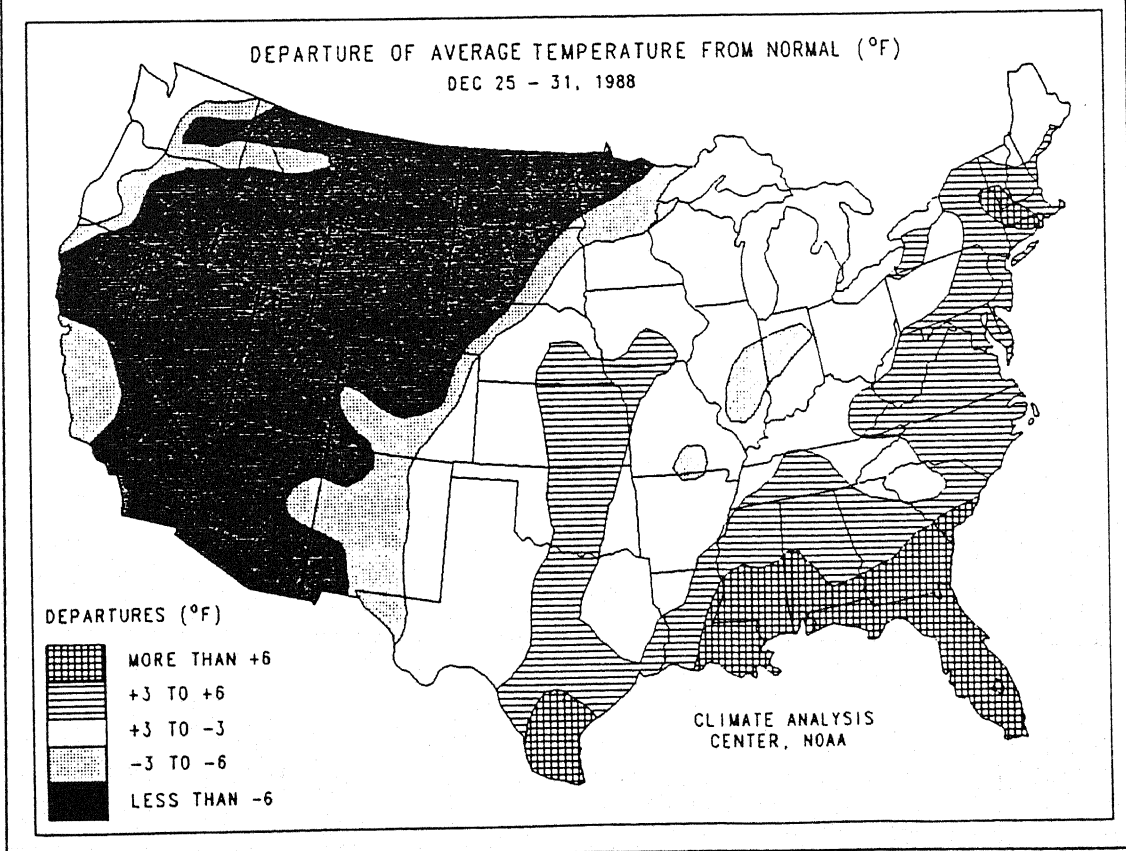 DEPARTURE OF AVERAGE TEMPERATURE FROM NORMAL (°F)
DEC 25 - 31, 1988
DEPARTURES (°F)
MORE THAN +6
+3 TO +6
+3 TO -3
-3 TO -6
LESS THAN -6
CLIMATE ANALYSIS
CENTER, NOAA